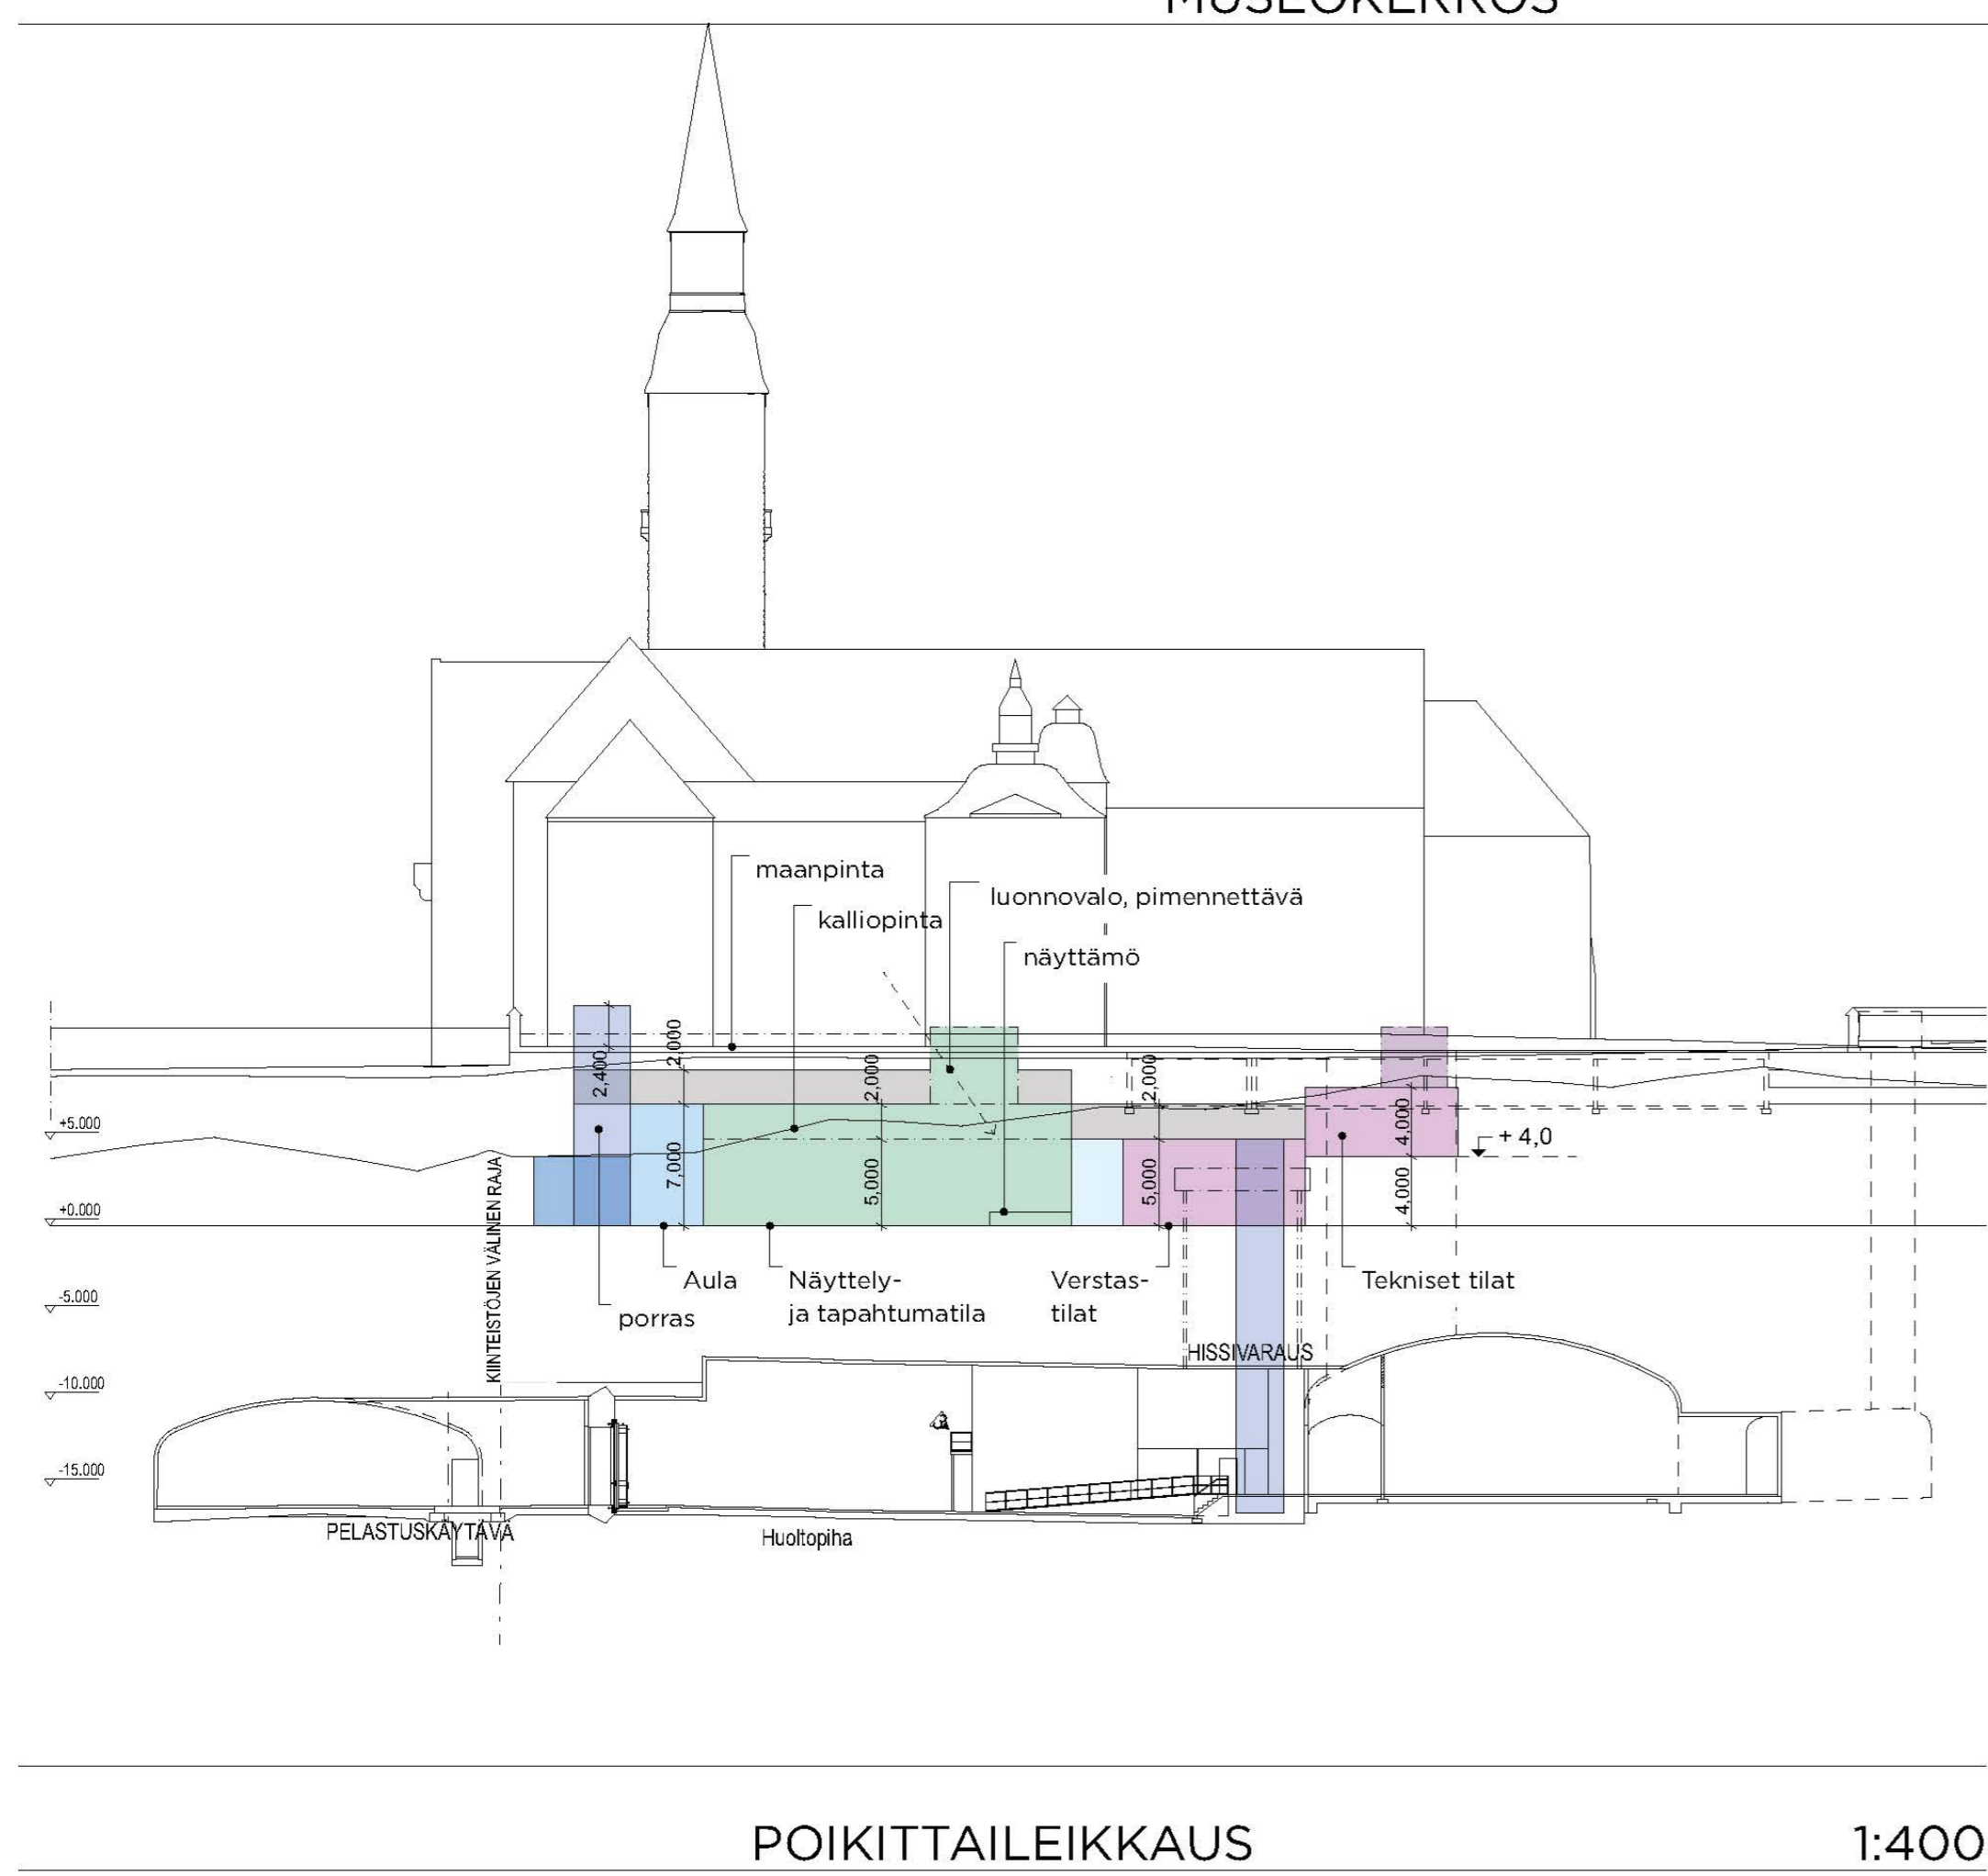 MUSEOKERROS
maanpinta
luonnovalo, pimennettävä
kalliopinta
näyttämö
2,400
2,000
2,000
2,000
+5.000
7,000
5,000
5,000
4,000
+ 4,0
4,000
+0.000
KIINTEISTÖJEN VÄLINEN RAJA
Aula
Näyttely-
ja tapahtumatila
Verstas-
tilat
Tekniset tilat
porras
-5.000
HISSIVARAUS
-10.000
-15.000
PELASTUSKÄYTÄVÄ
Huoltopiha
POIKITTAILEIKKAUS
1:400